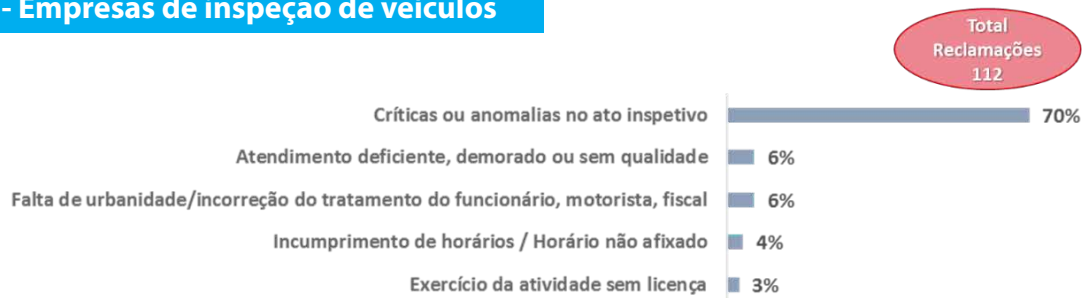 - Empresas de inspeção de veículos
Total
Reclamações
112
Críticas ou anomalias no ato inspetivo 70%
Atendimento deficiente, demorado ou sem qualidade 6%
Falta de urbanidade/incorreção do tratamento do funcionário, motorista, fiscal 6%
Incumprimento de horários / Horário não afixado 4%
Exercício da atividade sem licença 3%